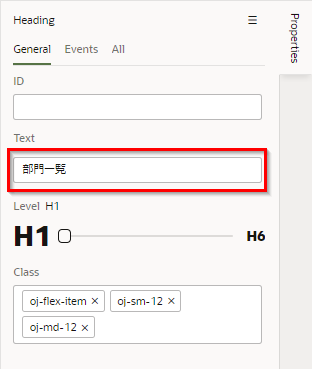 Heading
Properties
General Events All
ID
Text
部門一覧
Level H1
H1 H6
Class
oj-flex-item × oj-sm-12 ×
oj-md-12 ×